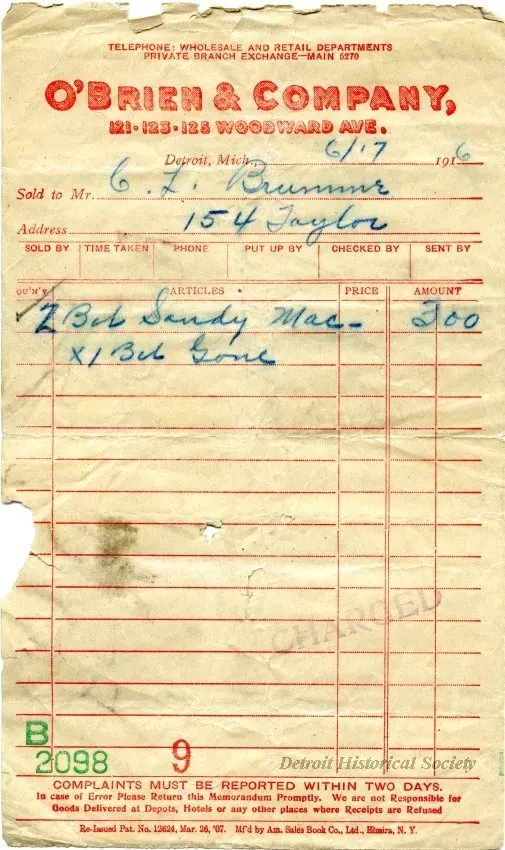 TELEPHONE: WHOLESALE AND RETAIL DEPARTMENTS
PRIVATE BRANCH EXCHANGE—MAIN 5270
O'BRIEN & COMPANY,
121-123-125 WOODWARD AVE.
Detroit, Mich., 6/17 1916
Sold to Mr. C. L. Brummr
Address 154 Taylor
SOLD BY TIME TAKEN PHONE PUT UP BY CHECKED BY SENT BY
QU'N'Y ARTICLES PRICE AMOUNT
2 Bot Sandy Mac- 3 00
x1 Bot Gone
CHARGED
B
2098 9
Detroit Historical Society
COMPLAINTS MUST BE REPORTED WITHIN TWO DAYS.
In case of Error Please Return this Memorandum Promptly. We are not Responsible for
Goods Delivered at Depots, Hotels or any other places where Receipts are Refused
Re-Issued Pat. No. 12624, Mar. 26, '07. Mf'd by Am. Sales Book Co., Ltd., Elmira, N. Y.